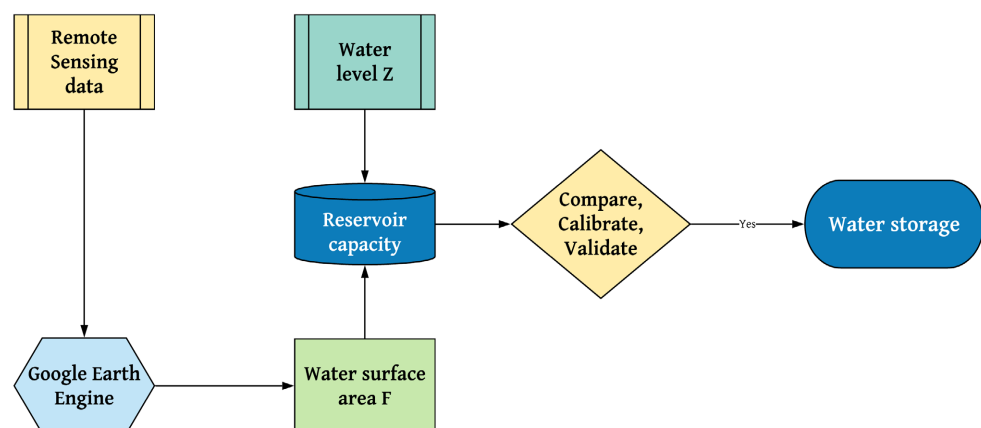 Remote
Sensing
data
Water
level Z
Reservoir
capacity
Compare,
Calibrate,
Validate
Yes
Water storage
Google Earth
Engine
Water surface
area F